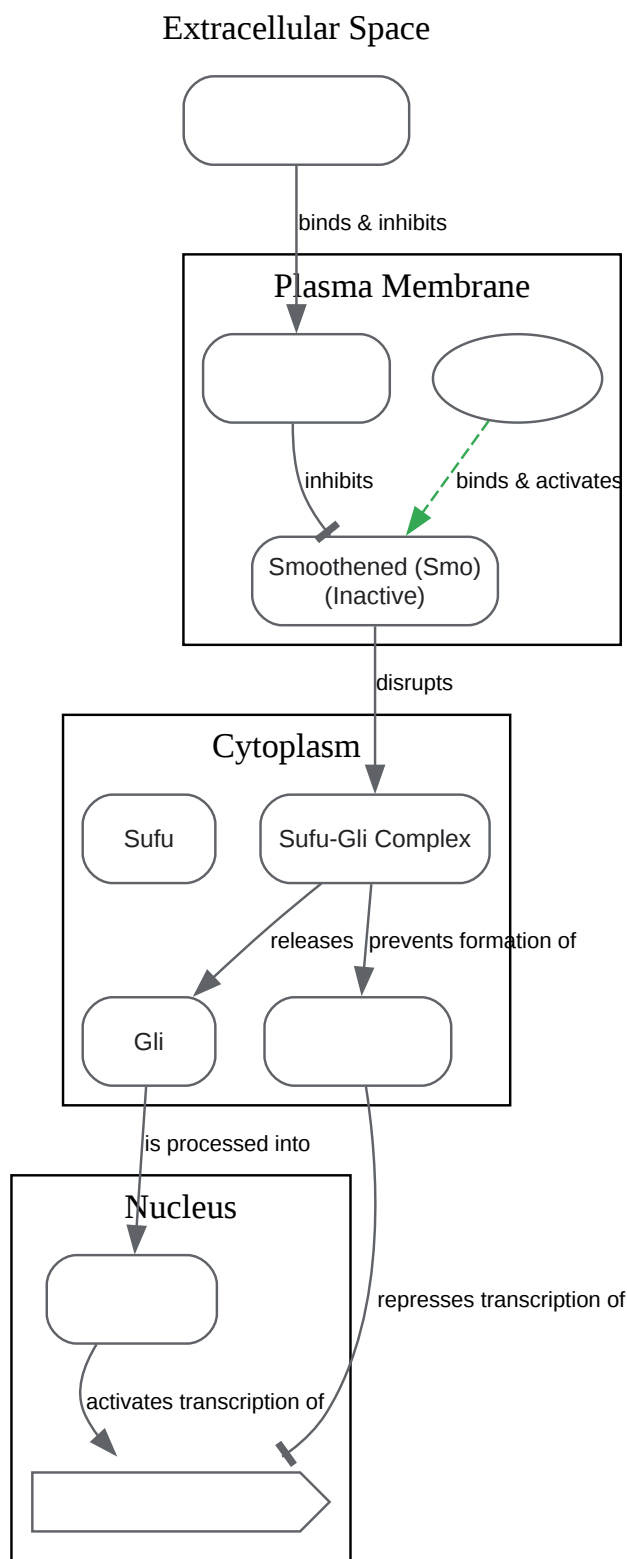 Extracellular Space
binds & inhibits
Plasma Membrane
inhibits
binds & activates
Smoothened (Smo)
(Inactive)
disrupts
Cytoplasm
Sufu
Sufu-Gli Complex
releases
prevents formation of
Gli
is processed into
Nucleus
represses transcription of
activates transcription of